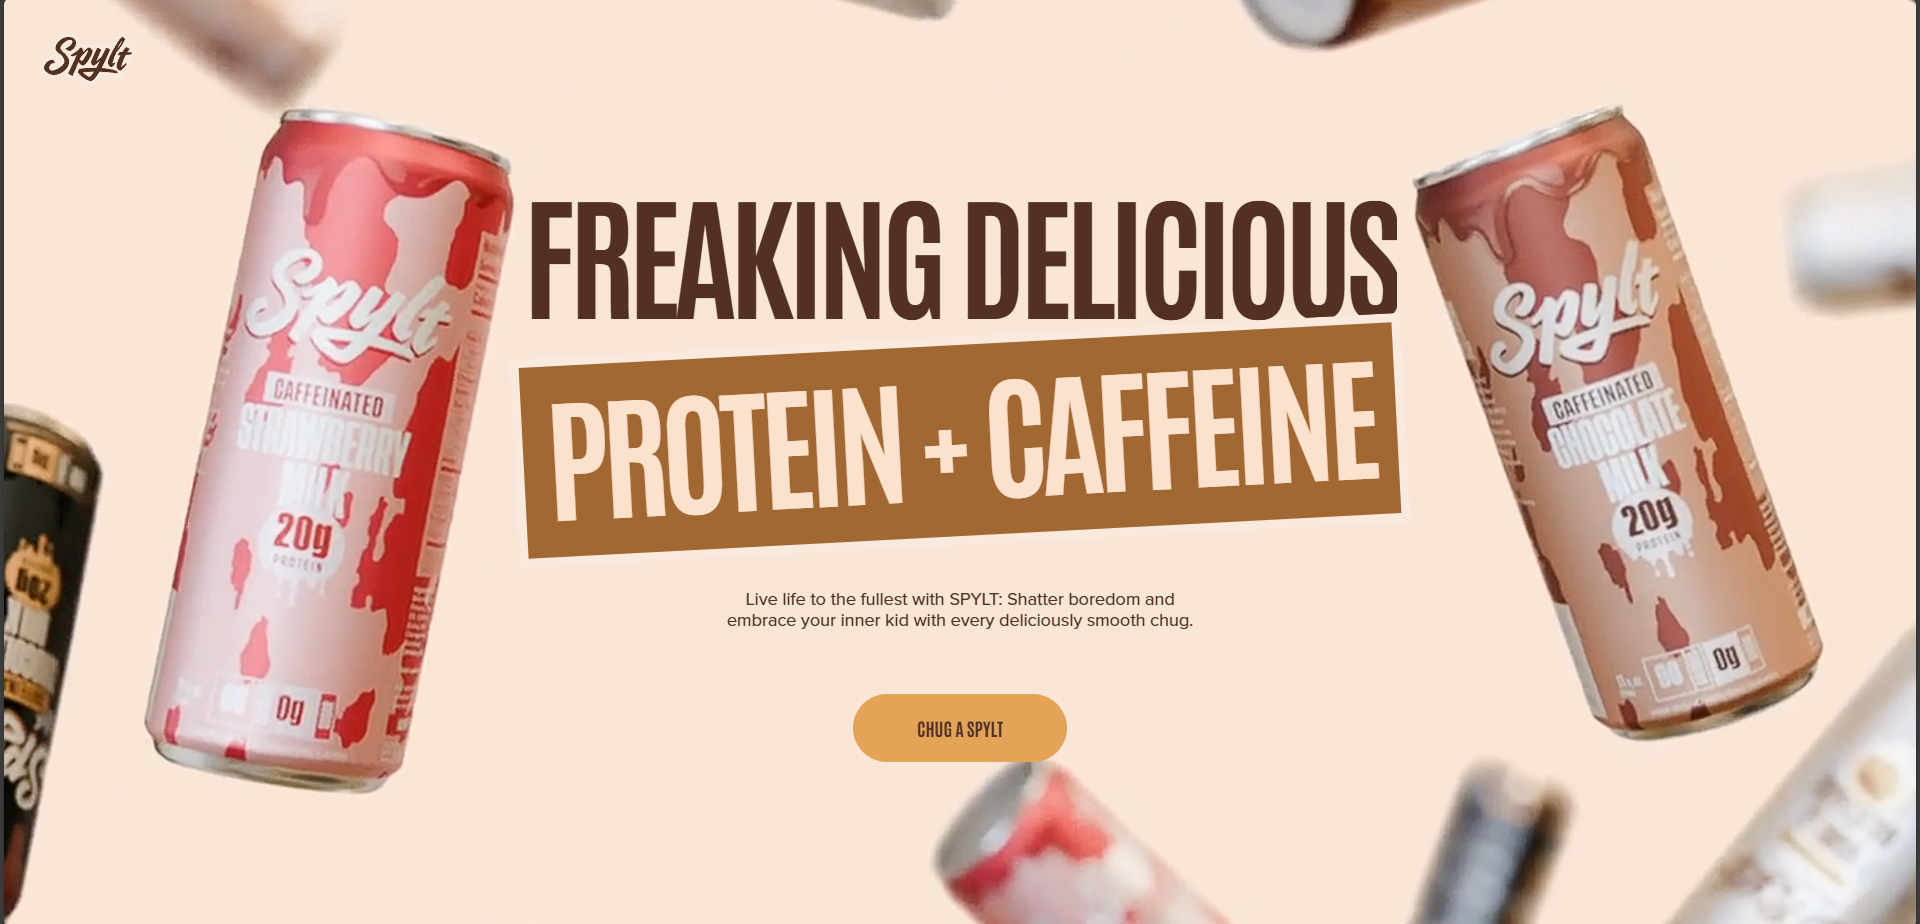 Spylt
FREAKING DELICIOUS
PROTEIN + CAFFEINE
Live life to the fullest with SPYLT: Shatter boredom and
embrace your inner kid with every deliciously smooth chug.
CHUG A SPYLT
Spylt
CAFFEINATED
STRAWBERRY
MILK
20g
PROTEIN
0g
Spylt
CAFFEINATED
CHOCOLATE
MILK
20g
PROTEIN
0g